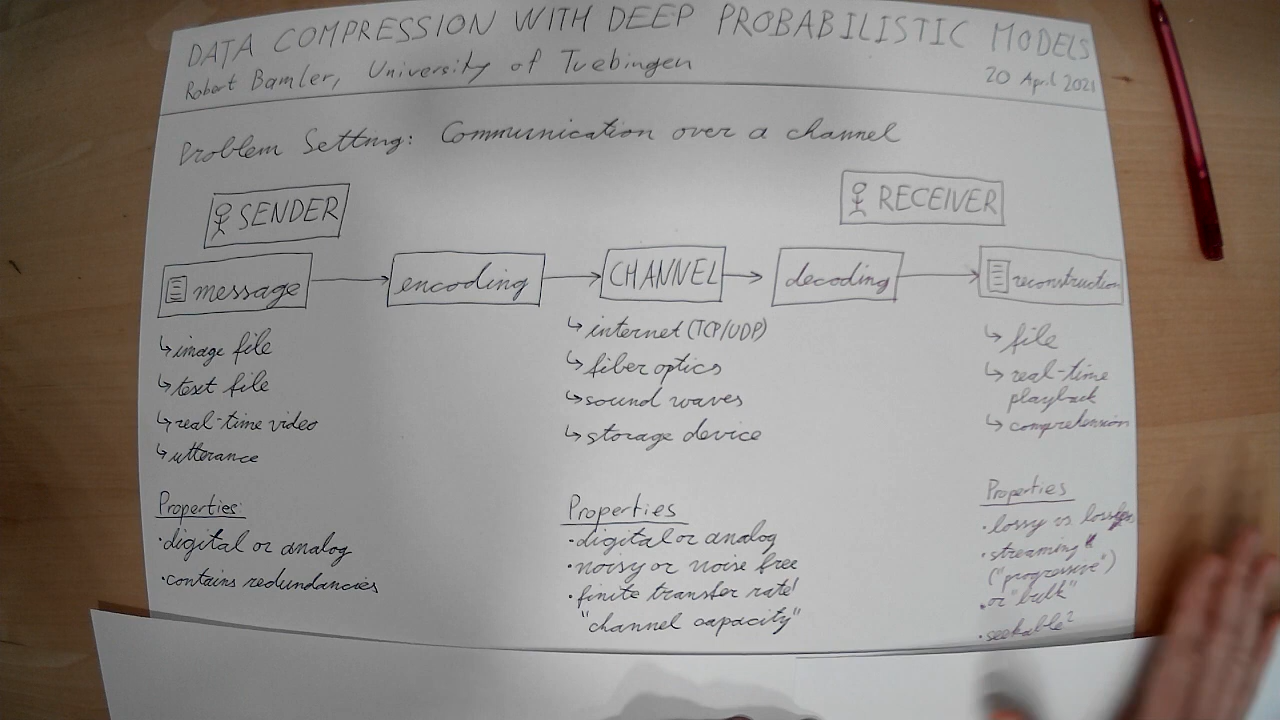 DATA COMPRESSION WITH DEEP PROBABILISTIC MODELS
Robert Bamler, University of Tuebingen
20 April 2021
Problem Setting: Communication over a channel
SENDER
RECEIVER
message
encoding
CHANNEL
decoding
reconstruction
↳ image file
↳ text file
↳ real-time video
↳ utterance
Properties:
• digital or analog
• contains redundancies
↳ internet (TCP/UDP)
↳ fiber optics
↳ sound waves
↳ storage device
Properties
• digital or analog
• noisy or noise free
• finite transfer rate
"channel capacity"
↳ file
↳ real-time
playback
↳ comprehension
Properties
• lossy vs. lossless
• streaming"
("progressive")
• or "bulk"
• seekable?